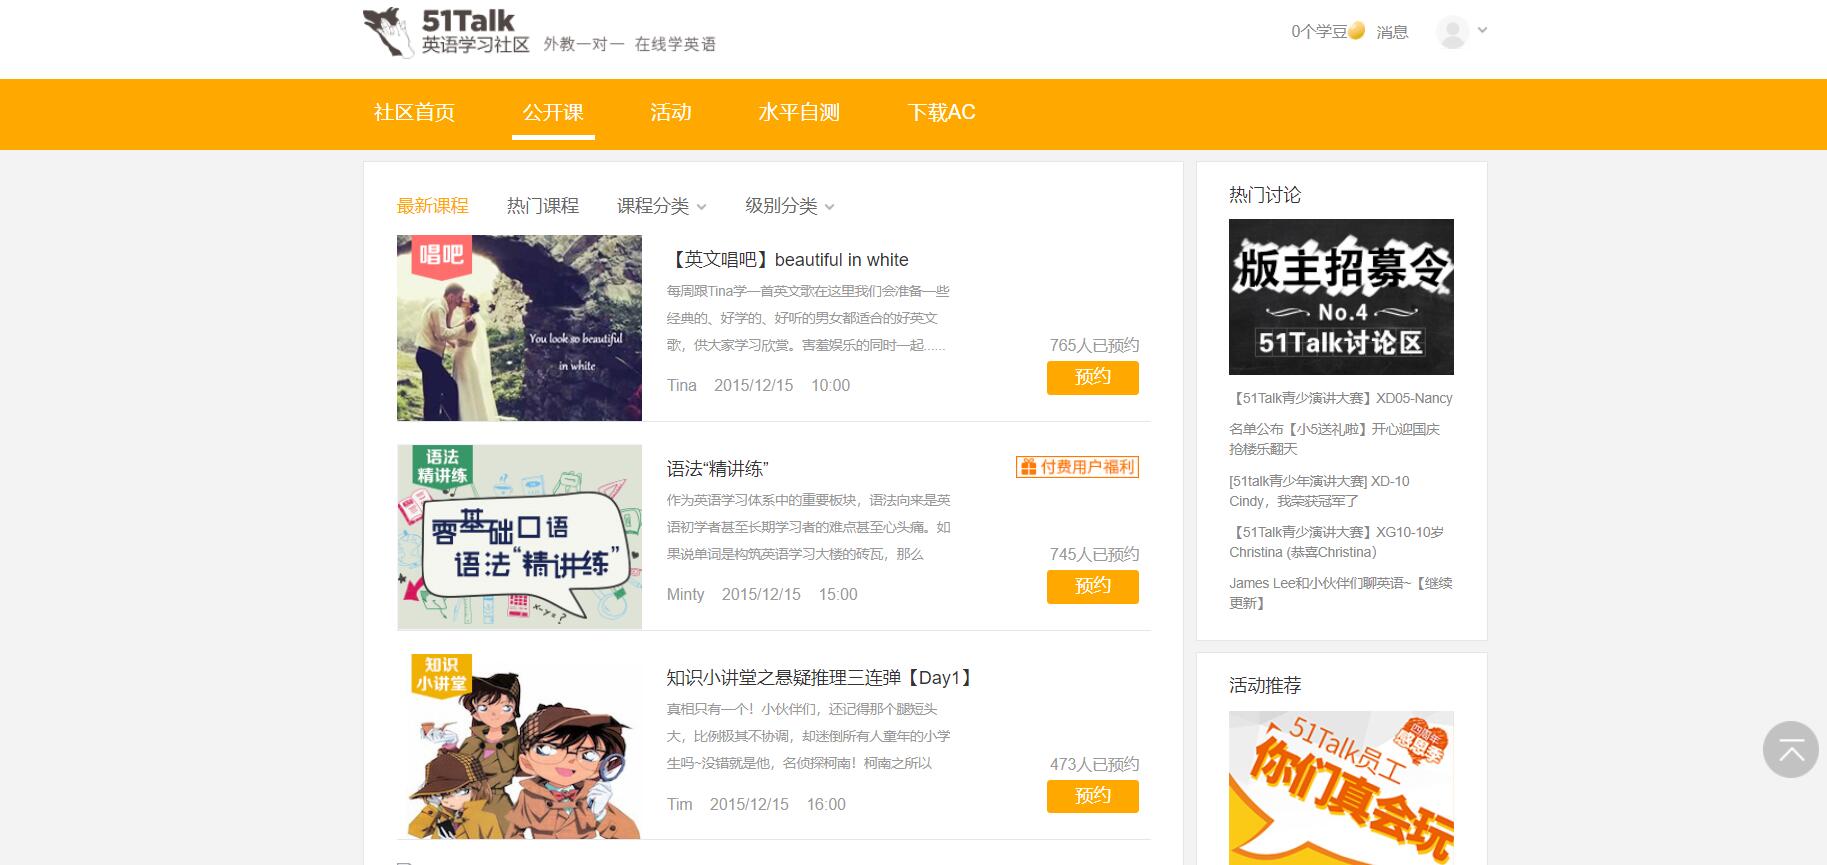 51Talk
英语学习社区 外教一对一 在线学英语
0个学豆 消息
社区首页 公开课 活动 水平自测 下载AC
最新课程 热门课程 课程分类 级别分类
唱吧
You look so beautiful
in white
【英文唱吧】beautiful in white
每周跟Tina学一首英文歌在这里我们会准备一些
经典的、好学的、好听的男女都适合的好英文
歌，供大家学习欣赏。害羞娱乐的同时一起......
765人已预约
Tina 2015/12/15 10:00
预约
语法
精讲练
零基础口语
语法“精讲练”
语法“精讲练”
付费用户福利
作为英语学习体系中的重要板块，语法向来是英
语初学者甚至长期学习者的难点甚至心头痛。如
果说单词是构筑英语学习大楼的砖瓦，那么
745人已预约
Minty 2015/12/15 15:00
预约
知识
小讲堂
知识小讲堂之悬疑推理三连弹【Day1】
真相只有一个！小伙伴们，还记得那个腿短头
大，比例极其不协调，却迷倒所有人童年的小学
生吗~没错就是他，名侦探柯南！柯南之所以
473人已预约
Tim 2015/12/15 16:00
预约
热门讨论
版主招募令
No.4
51Talk讨论区
【51Talk青少演讲大赛】XD05-Nancy
名单公布【小5送礼啦】开心迎国庆
抢楼乐翻天
[51talk青少年演讲大赛] XD-10
Cindy，我荣获冠军了
【51Talk青少演讲大赛】XG10-10岁
Christina (恭喜Christina）
James Lee和小伙伴们聊英语~【继续
更新】
活动推荐
51Talk员工
四周年
感恩季
你们真会玩